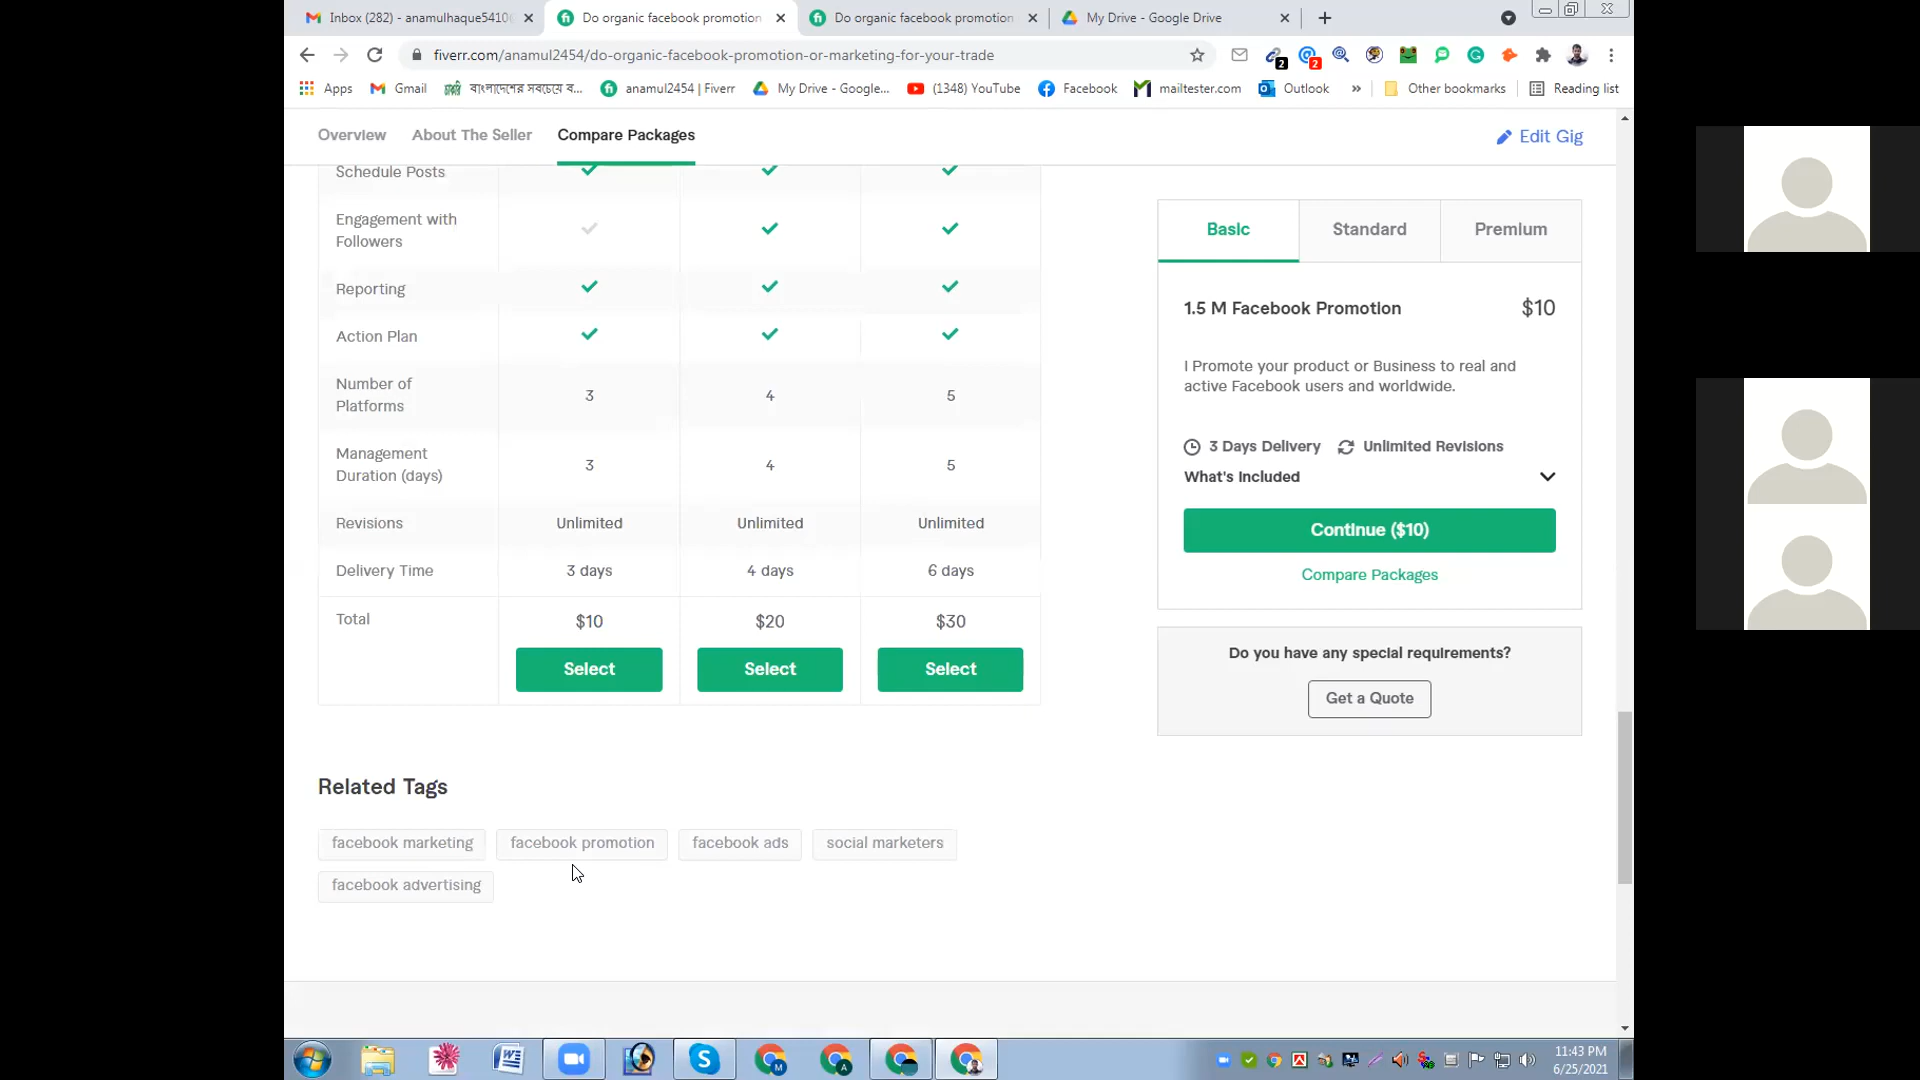 Inbox (282) - anamulhaque5410
Do organic facebook promotion
Do organic facebook promotion
My Drive - Google Drive
fiverr.com/anamul2454/do-organic-facebook-promotion-or-marketing-for-your-trade
2
2
Apps
Gmail
বাংলাদেশের সবচেয়ে ব...
anamul2454 | Fiverr
My Drive - Google...
(1348) YouTube
Facebook
mailtester.com
Outlook
»
Other bookmarks
Reading list
Overview
About The Seller
Compare Packages
Edit Gig
Schedule Posts
Engagement with
Followers
Reporting
Action Plan
Number of
Platforms
3
4
5
Management
Duration (days)
3
4
5
Revisions
Unlimited
Unlimited
Unlimited
Delivery Time
3 days
4 days
6 days
Total
$10
$20
$30
Select
Select
Select
Basic
Standard
Premium
1.5 M Facebook Promotion
$10
I Promote your product or Business to real and
active Facebook users and worldwide.
3 Days Delivery
Unlimited Revisions
What's Included
Continue ($10)
Compare Packages
Do you have any special requirements?
Get a Quote
Related Tags
facebook marketing
facebook promotion
facebook ads
social marketers
facebook advertising
11:43 PM
6/25/2021